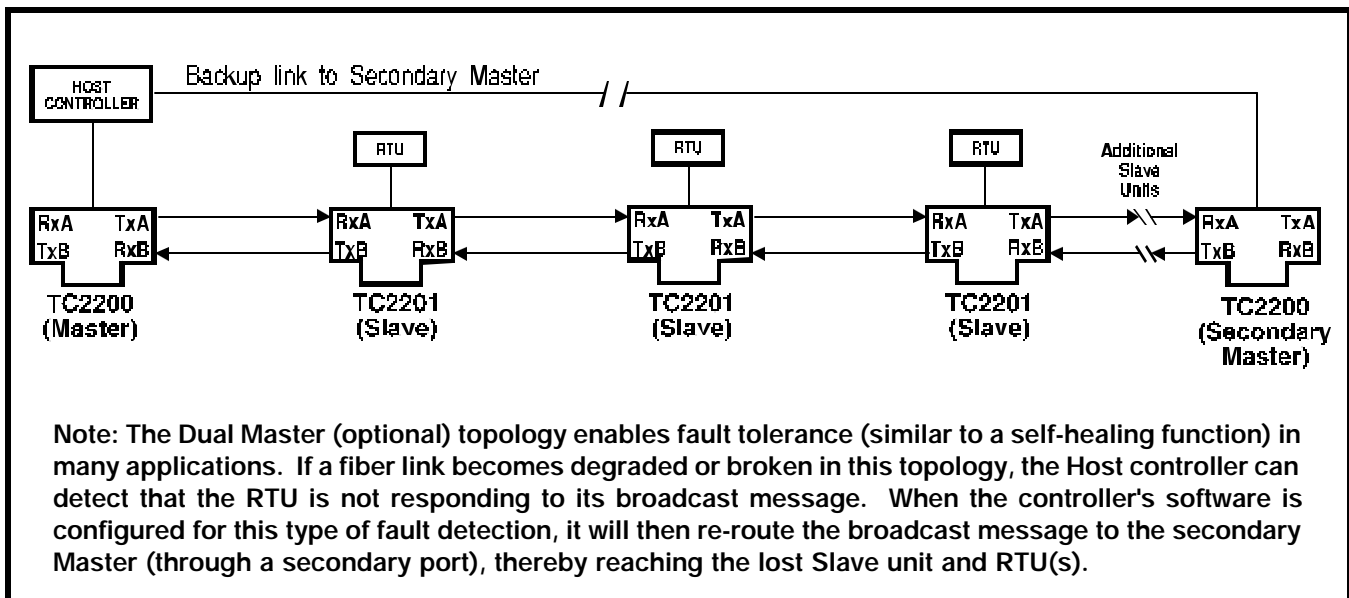 HOST
CONTROLLER
Backup link to Secondary Master
RTU
RTU
RTU
Additional
Slave
Units
RxA TxA
TxB RxB
RxA TxA
TxB RxB
RxA TxA
TxB RxB
RxA TxA
TxB RxB
RxA TxA
TxB RxB
TC2200
(Master)
TC2201
(Slave)
TC2201
(Slave)
TC2201
(Slave)
TC2200
(Secondary
Master)
Note: The Dual Master (optional) topology enables fault tolerance (similar to a self-healing function) in
many applications. If a fiber link becomes degraded or broken in this topology, the Host controller can
detect that the RTU is not responding to its broadcast message. When the controller's software is
configured for this type of fault detection, it will then re-route the broadcast message to the secondary
Master (through a secondary port), thereby reaching the lost Slave unit and RTU(s).